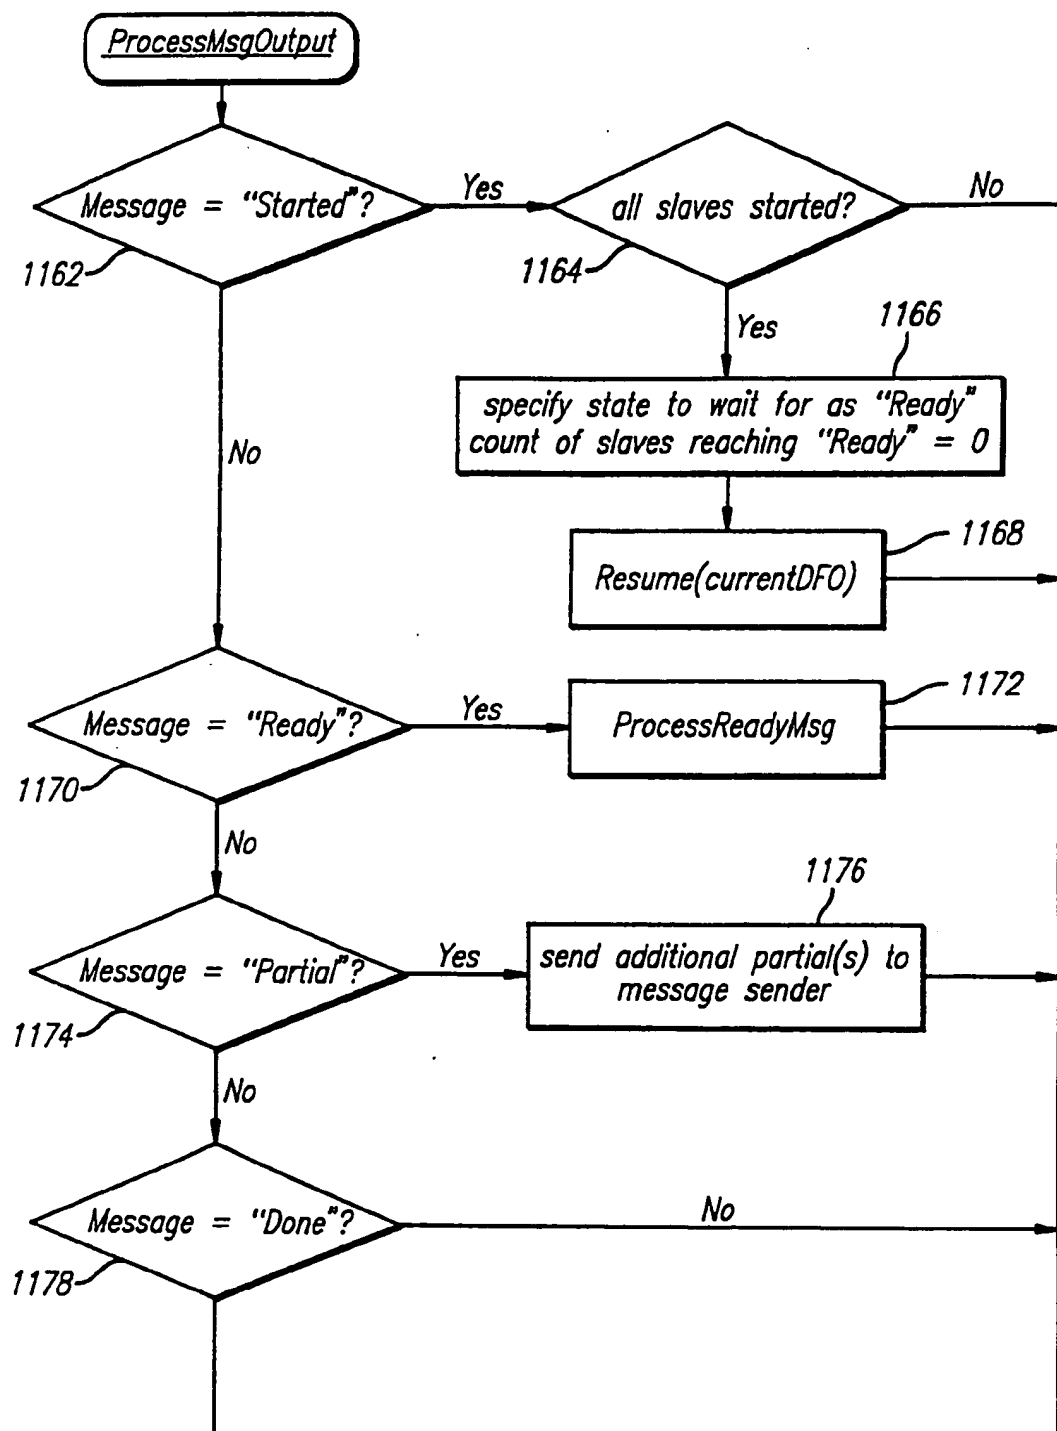 ProcessMsgOutput
Message = "Started"?
Yes
all slaves started?
No
1162
1164
Yes
1166
specify state to wait for as "Ready"
count of slaves reaching "Ready" = 0
No
1168
Resume(currentDFO)
1172
Message = "Ready"?
Yes
ProcessReadyMsg
1170
No
1176
Message = "Partial"?
Yes
send additional partial(s) to
message sender
1174
No
Message = "Done"?
No
1178